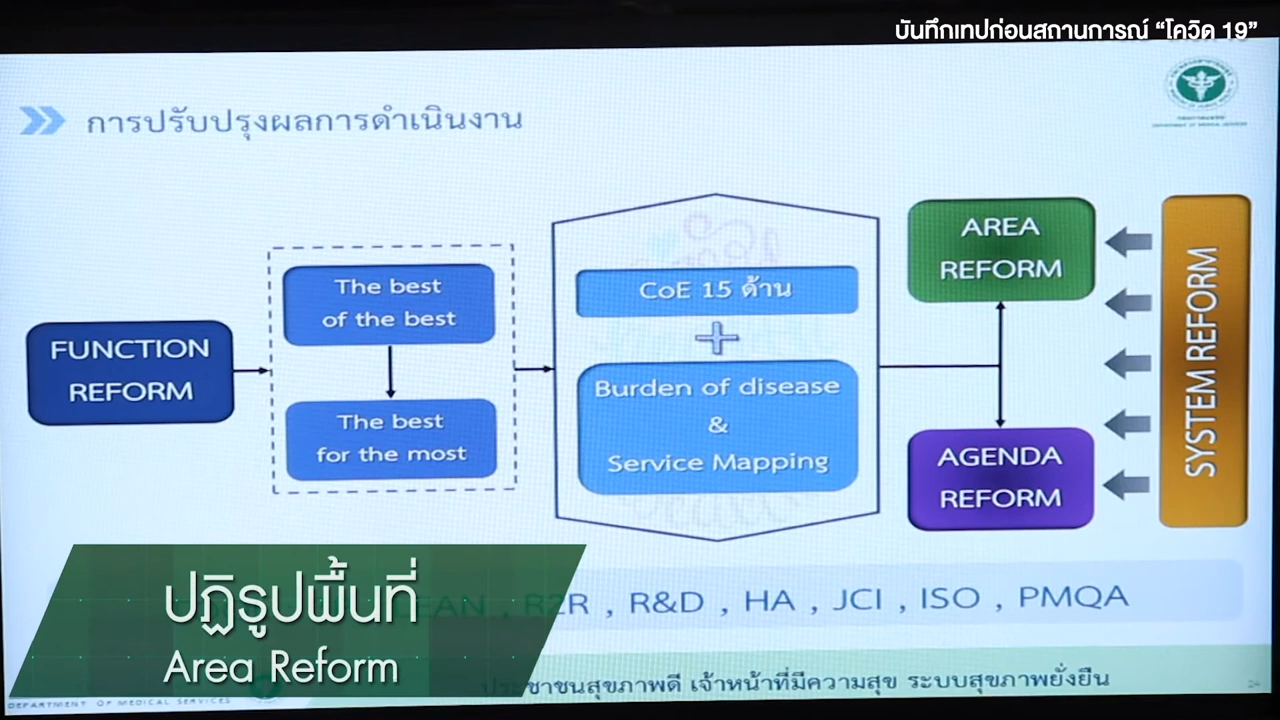 บันทึกเทปก่อนสถานการณ์ “โควิด 19”
การปรับปรุงผลการดำเนินงาน
DEPARTMENT OF MEDICAL SERVICES
FUNCTION
REFORM
The best
of the best
The best
for the most
CoE 15 ด้าน
+
Burden of disease
&
Service Mapping
AREA
REFORM
AGENDA
REFORM
SYSTEM REFORM
, R2R , R&D , HA , JCI , ISO , PMQA
ปฏิรูปพื้นที่
Area Reform
ประชาชนสุขภาพดี เจ้าหน้าที่มีความสุข ระบบสุขภาพยั่งยืน
DEPARTMENT OF MEDICAL SERVICES
24